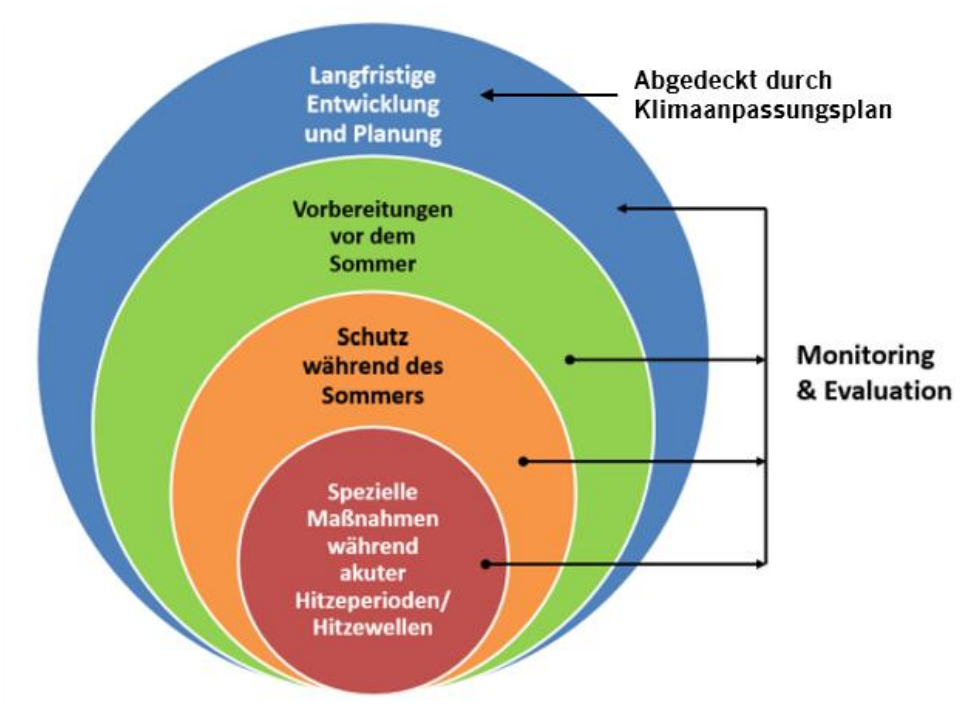 Langfristige
Entwicklung
und Planung
Abgedeckt durch
Klimaanpassungsplan
Vorbereitungen
vor dem
Sommer
Schutz
während des
Sommers
Monitoring
& Evaluation
Spezielle
Maßnahmen
während
akuter
Hitzeperioden/
Hitzewellen